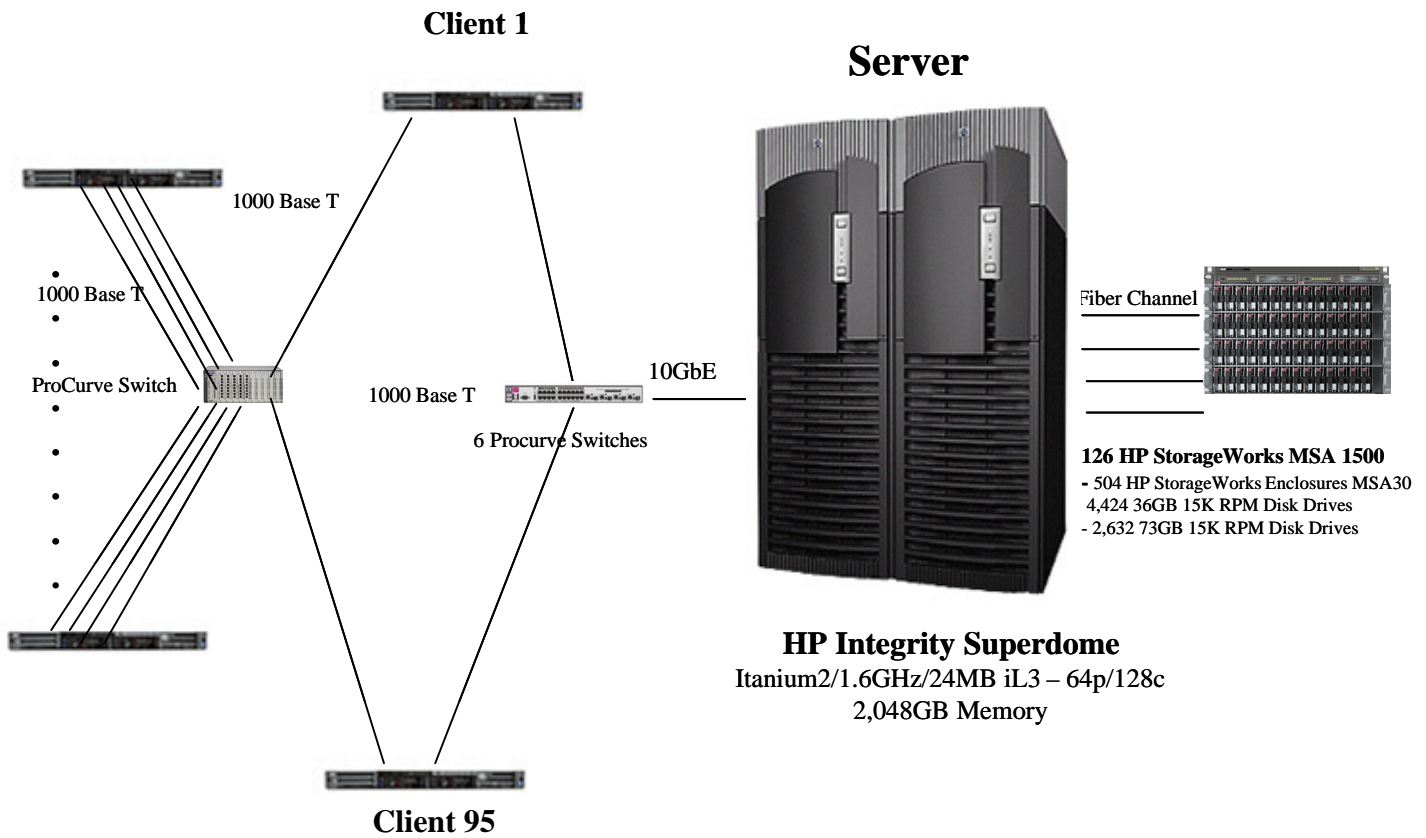 Client 1
Server
1000 Base T
1000 Base T
ProCurve Switch
1000 Base T
6 Procurve Switches
10GbE
Fiber Channel
126 HP StorageWorks MSA 1500
- 504 HP StorageWorks Enclosures MSA30
4,424 36GB 15K RPM Disk Drives
- 2,632 73GB 15K RPM Disk Drives
HP Integrity Superdome
Itanium2/1.6GHz/24MB iL3 – 64p/128c
2,048GB Memory
Client 95